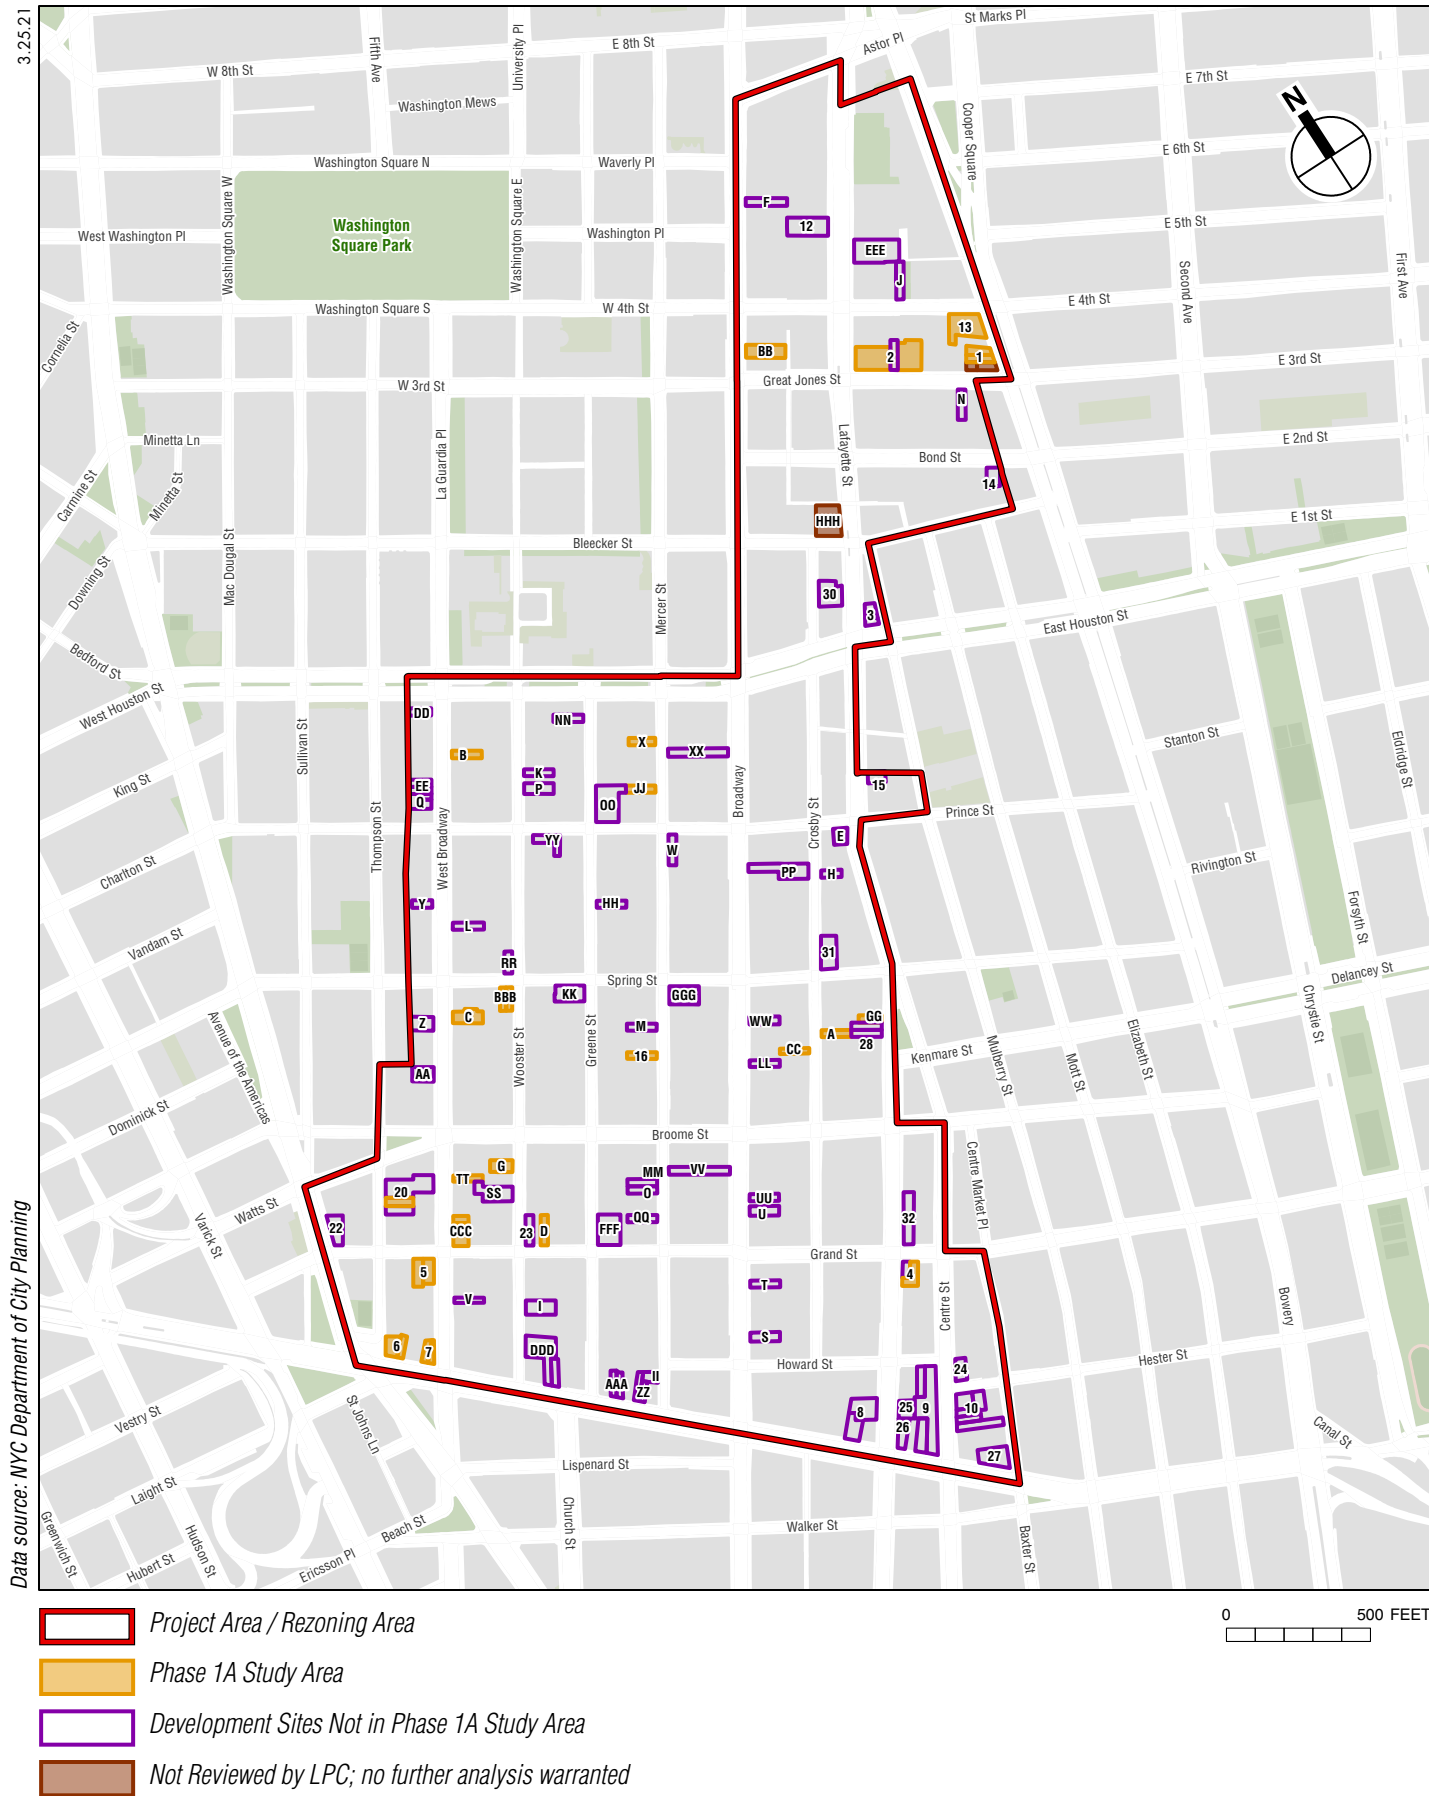 3.25.21
St Marks Pl
Astor Pl
E 8th St
W 8th St
Fifth Ave
University Pl
Washington Mews
E 7th St
Cooper Square
N
E 6th St
Washington Square N
Waverly Pl
Washington Square W
Washington Square E
Washington
Square Park
West Washington Pl
Washington Pl
E 5th St
F
12
EEE
J
Second Ave
First Ave
Washington Square S
W 4th St
E 4th St
Cornelia St
13
BB
2
1
E 3rd St
W 3rd St
Great Jones St
N
La Guardia Pl
Lafayette St
Minetta Ln
Minetta St
Carmine St
Bond St
E 2nd St
14
HHH
E 1st St
Bleecker St
Downing St
Mac Dougal St
Mercer St
30
3
East Houston St
Bedford St
West Houston St
DD
NN
X
XX
B
Sullivan St
Stanton St
Eldridge St
King St
EE
Q
K
P
OO
JJ
Broadway
15
Crosby St
Prince St
Thompson St
West Broadway
YY
W
E
PP
H
Rivington St
Charlton St
Y
L
HH
Forsyth St
Vandam St
RR
31
Spring St
Delancey St
BBB
KK
GGG
C
Z
M
WW
GG
A
28
CC
16
LL
Wooster St
Greene St
Kenmare St
Mulberry St
Mott St
Elizabeth St
Chrystie St
Avenue of the Americas
AA
Dominick St
Broome St
Centre Market Pl
G
TT
SS
MM
O
VV
20
UU
U
Watts St
Varick St
22
CCC
23
D
FFF
QQ
32
Grand St
5
4
V
I
T
Centre St
Bowery
6
7
DDD
S
Howard St
Hester St
24
AAA
II
ZZ
8
25
26
9
10
27
Vestry St
St Johns Ln
Canal St
Lispenard St
Laight St
Greenwich St
Hubert St
Hudson St
Ericsson Pl
Beach St
Church St
Walker St
Baxter St
Data source: NYC Department of City Planning
Project Area / Rezoning Area
0 500 FEET
Phase 1A Study Area
Development Sites Not in Phase 1A Study Area
Not Reviewed by LPC; no further analysis warranted